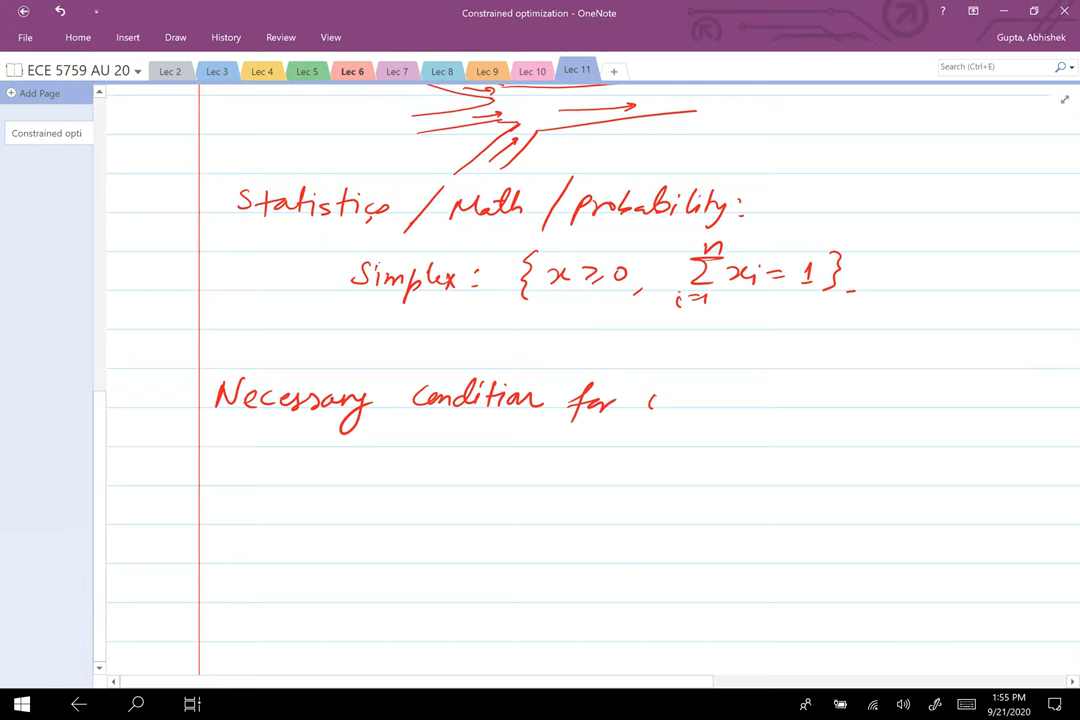 Constrained optimization - OneNote
?
Gupta, Abhishek
File Home Insert Draw History Review View
ECE 5759 AU 20
Lec 2 Lec 3 Lec 4 Lec 5 Lec 6 Lec 7 Lec 8 Lec 9 Lec 10 Lec 11 +
Search (Ctrl+E)
Add Page
Constrained opti
Statistics / Math / probability:
Simplex: { x ≥ 0, ∑_{i=1}^{n} x_i = 1 }.
Necessary condition for
1:55 PM
9/21/2020